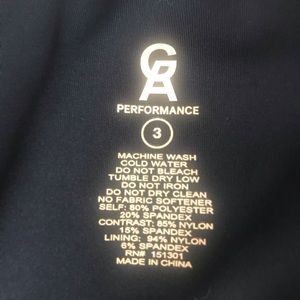 GA
PERFORMANCE
3
MACHINE WASH
COLD WATER
DO NOT BLEACH
TUMBLE DRY LOW
DO NOT IRON
DO NOT DRY CLEAN
NO FABRIC SOFTENER
SELF: 80% POLYESTER
20% SPANDEX
CONTRAST: 85% NYLON
15% SPANDEX
LINING: 94% NYLON
6% SPANDEX
RN# 151301
MADE IN CHINA